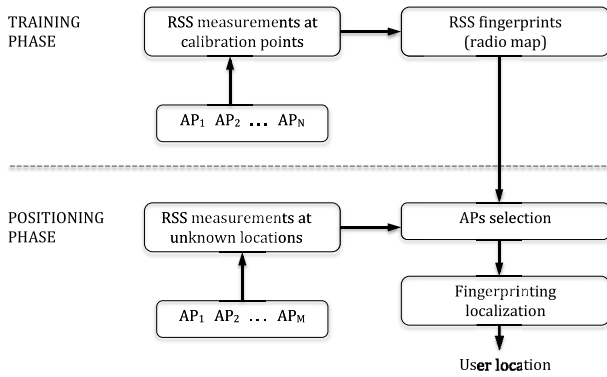 TRAINING
PHASE
RSS measurements at
calibration points
RSS fingerprints
(radio map)
AP₁ AP₂ ... APN
POSITIONING
PHASE
RSS measurements at
unknown locations
APs selection
AP₁ AP₂ ... APM
Fingerprinting
localization
User location